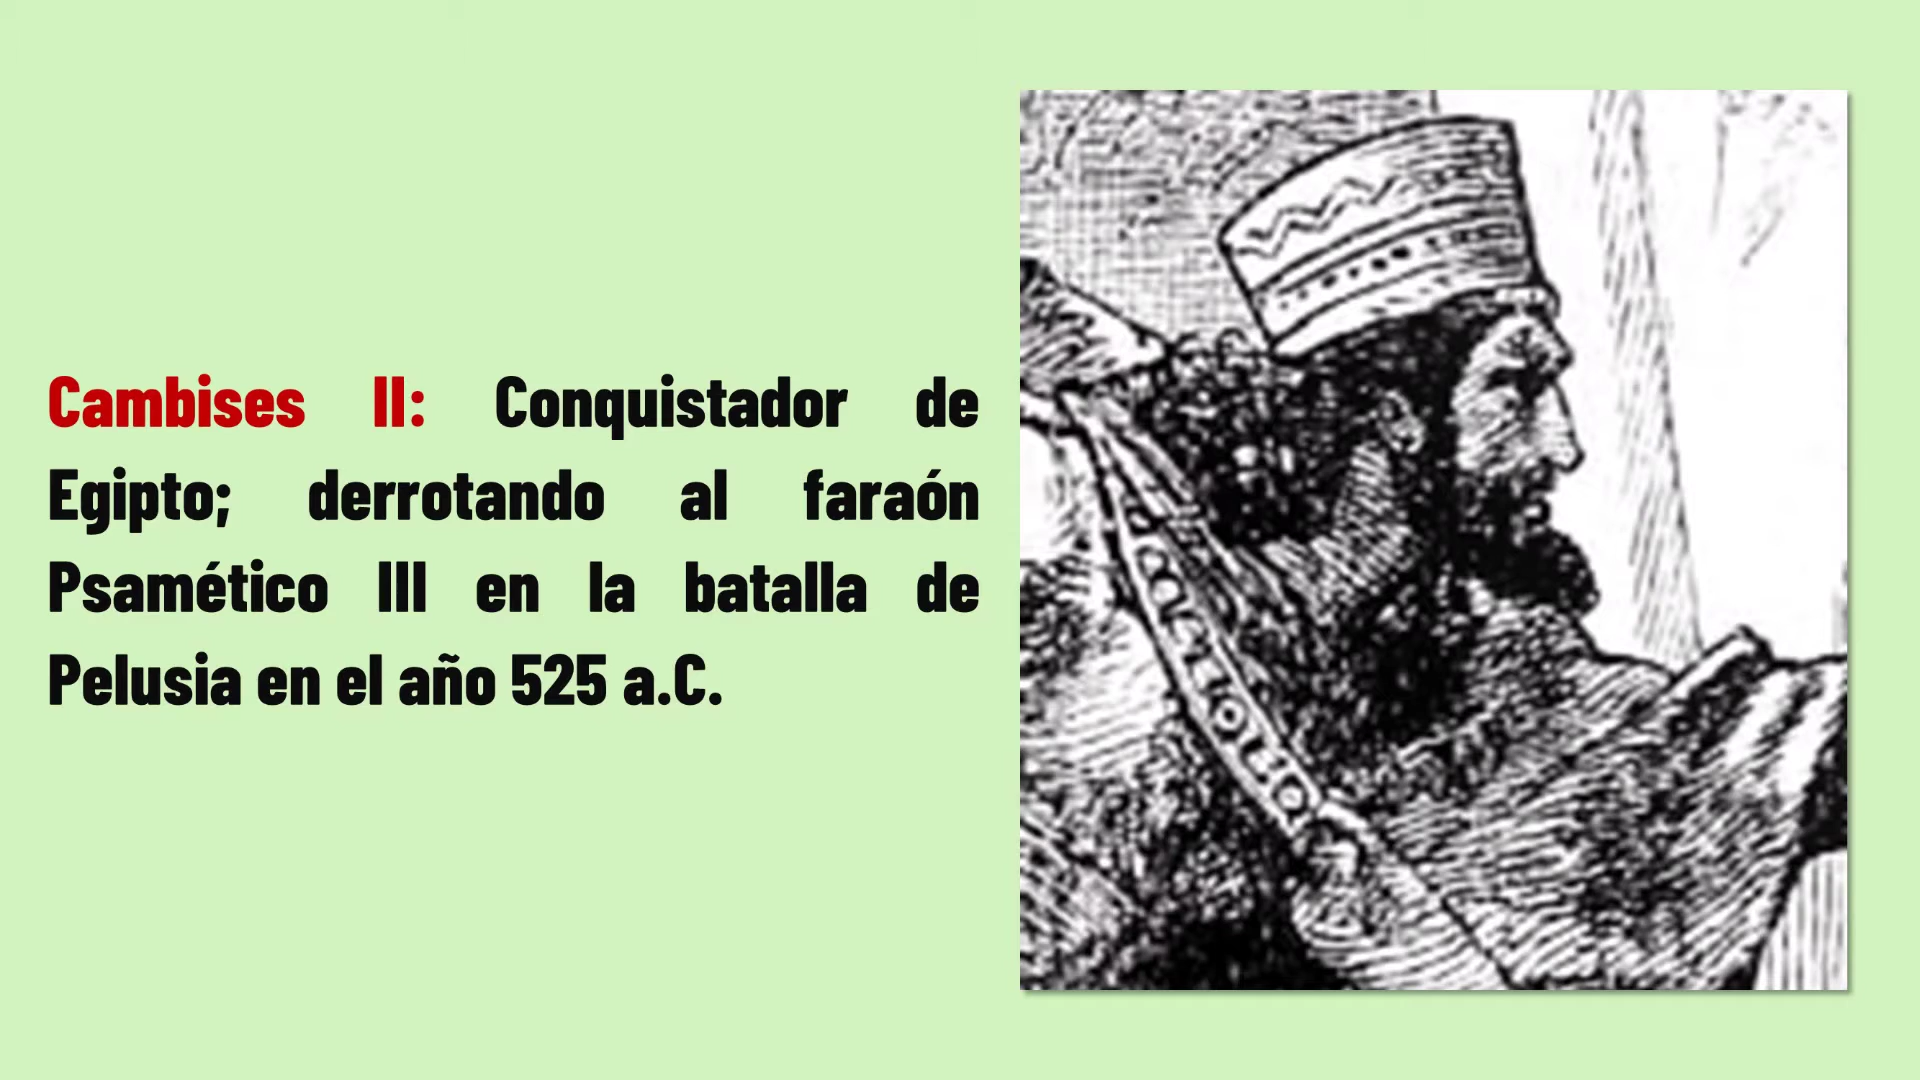 Cambises II: Conquistador de
Egipto; derrotando al faraón
Psamético III en la batalla de
Pelusia en el año 525 a.C.